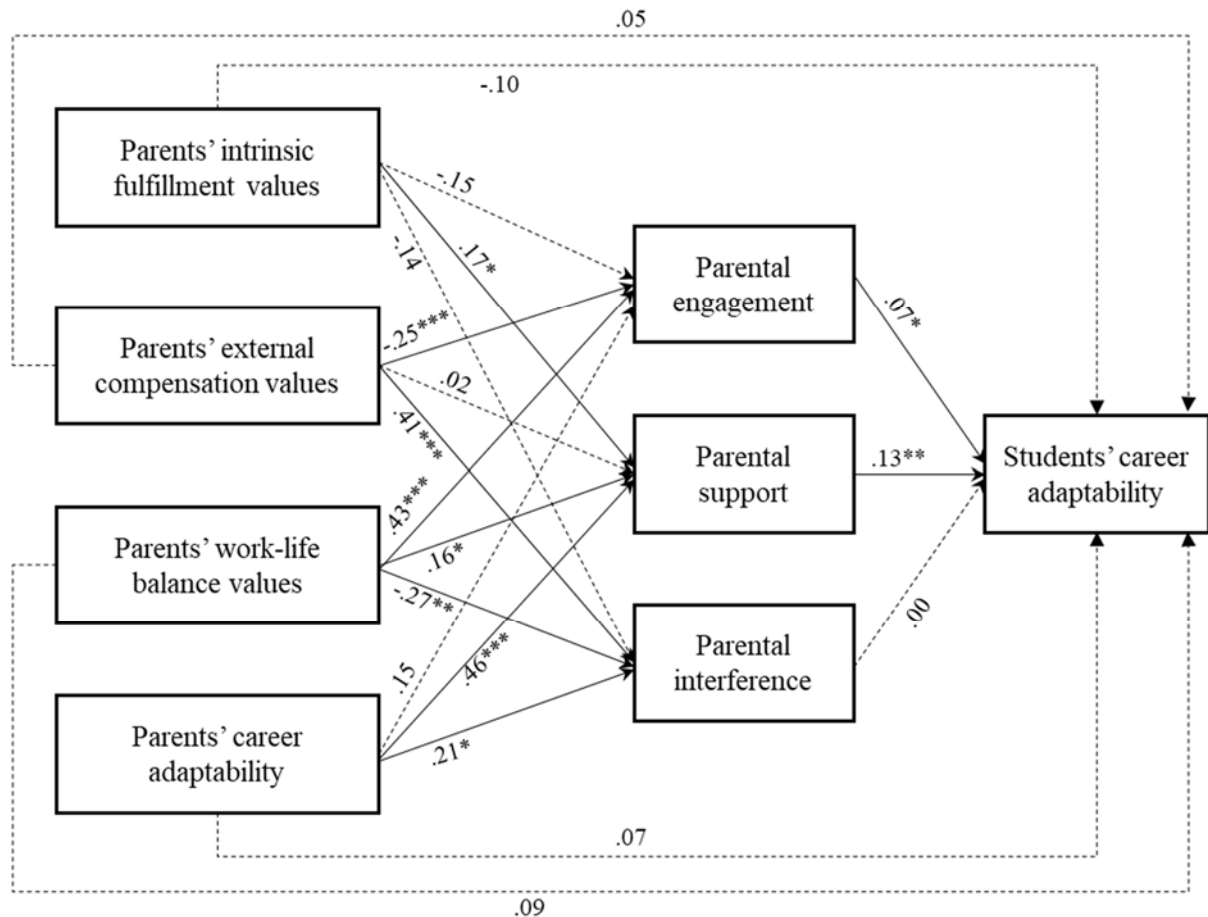 .05
-.10
Parents’ intrinsic
fulfillment values
-.15
.17*
-.14
Parental
engagement
.07*
Parents’ external
compensation values
-.25***
.02
.41***
Parental
support
.13**
Students’ career
adaptability
Parents’ work-life
balance values
.43***
.16*
-.27**
Parental
interference
.00
Parents’ career
adaptability
.15
.46***
.21*
.07
.09